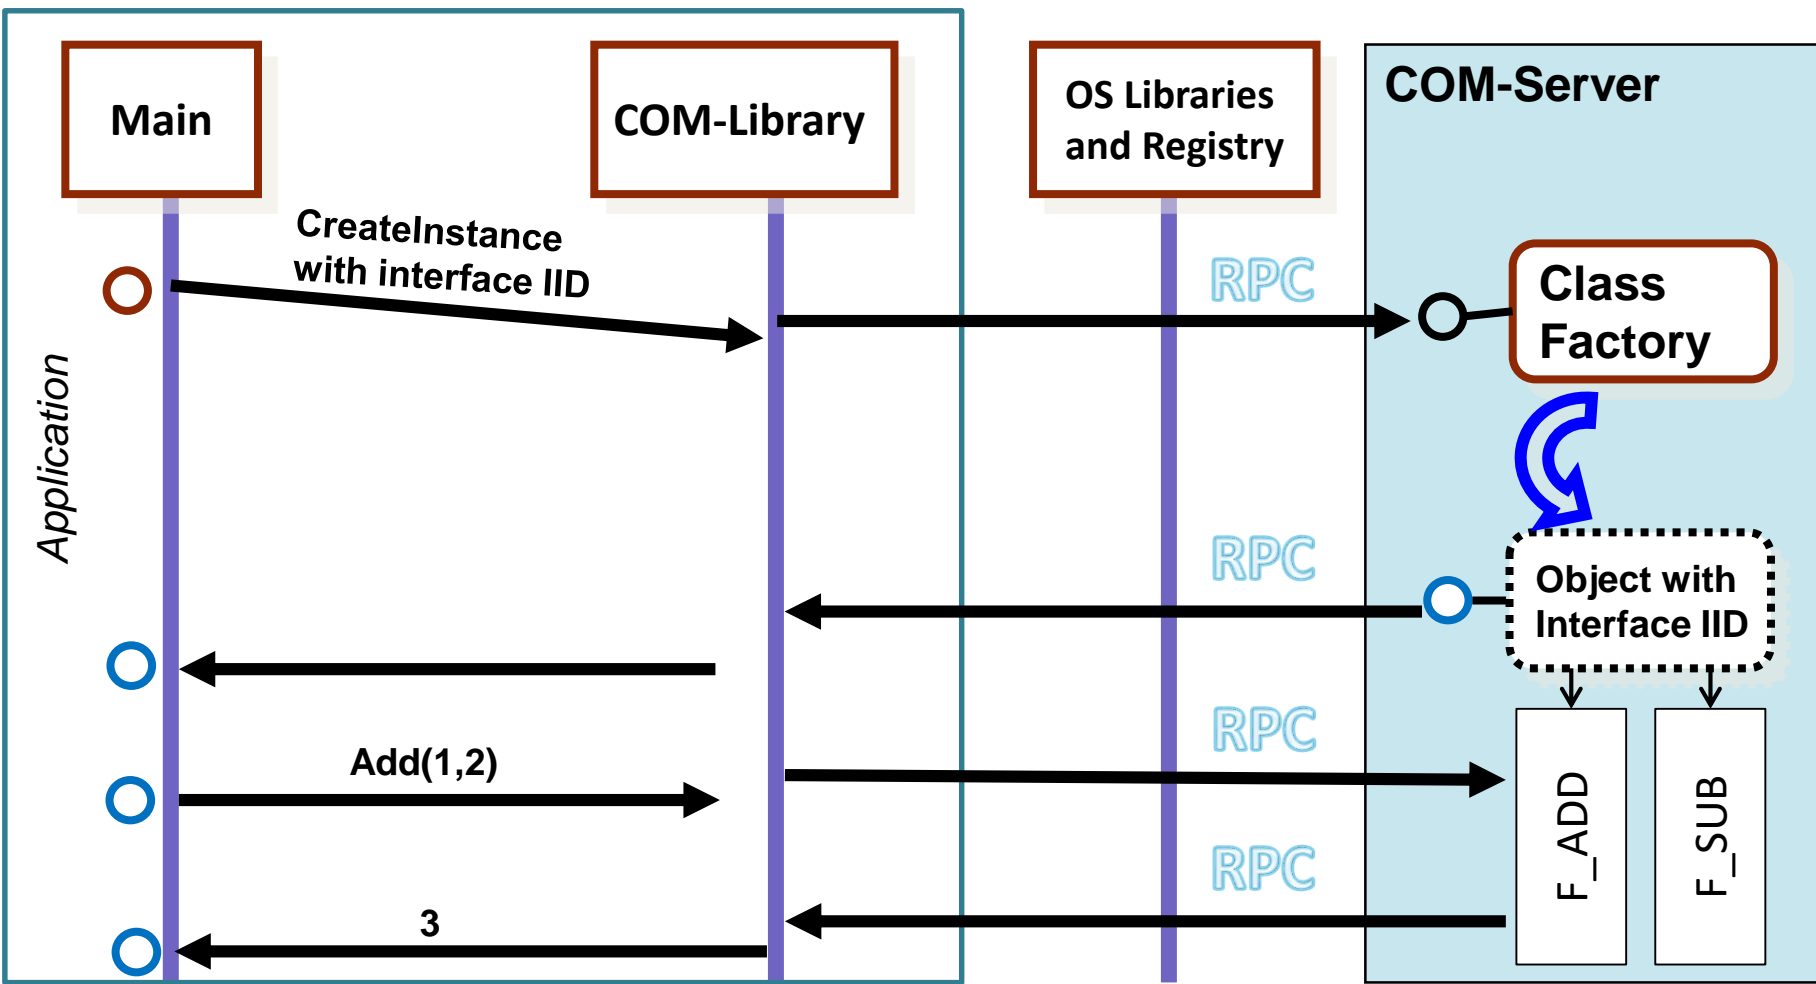 Main
COM-Library
OS Libraries
and Registry
COM-Server
CreateInstance
with interface IID
RPC
Class
Factory
Application
RPC
Object with
Interface IID
RPC
Add(1,2)
F_ADD
F_SUB
RPC
3